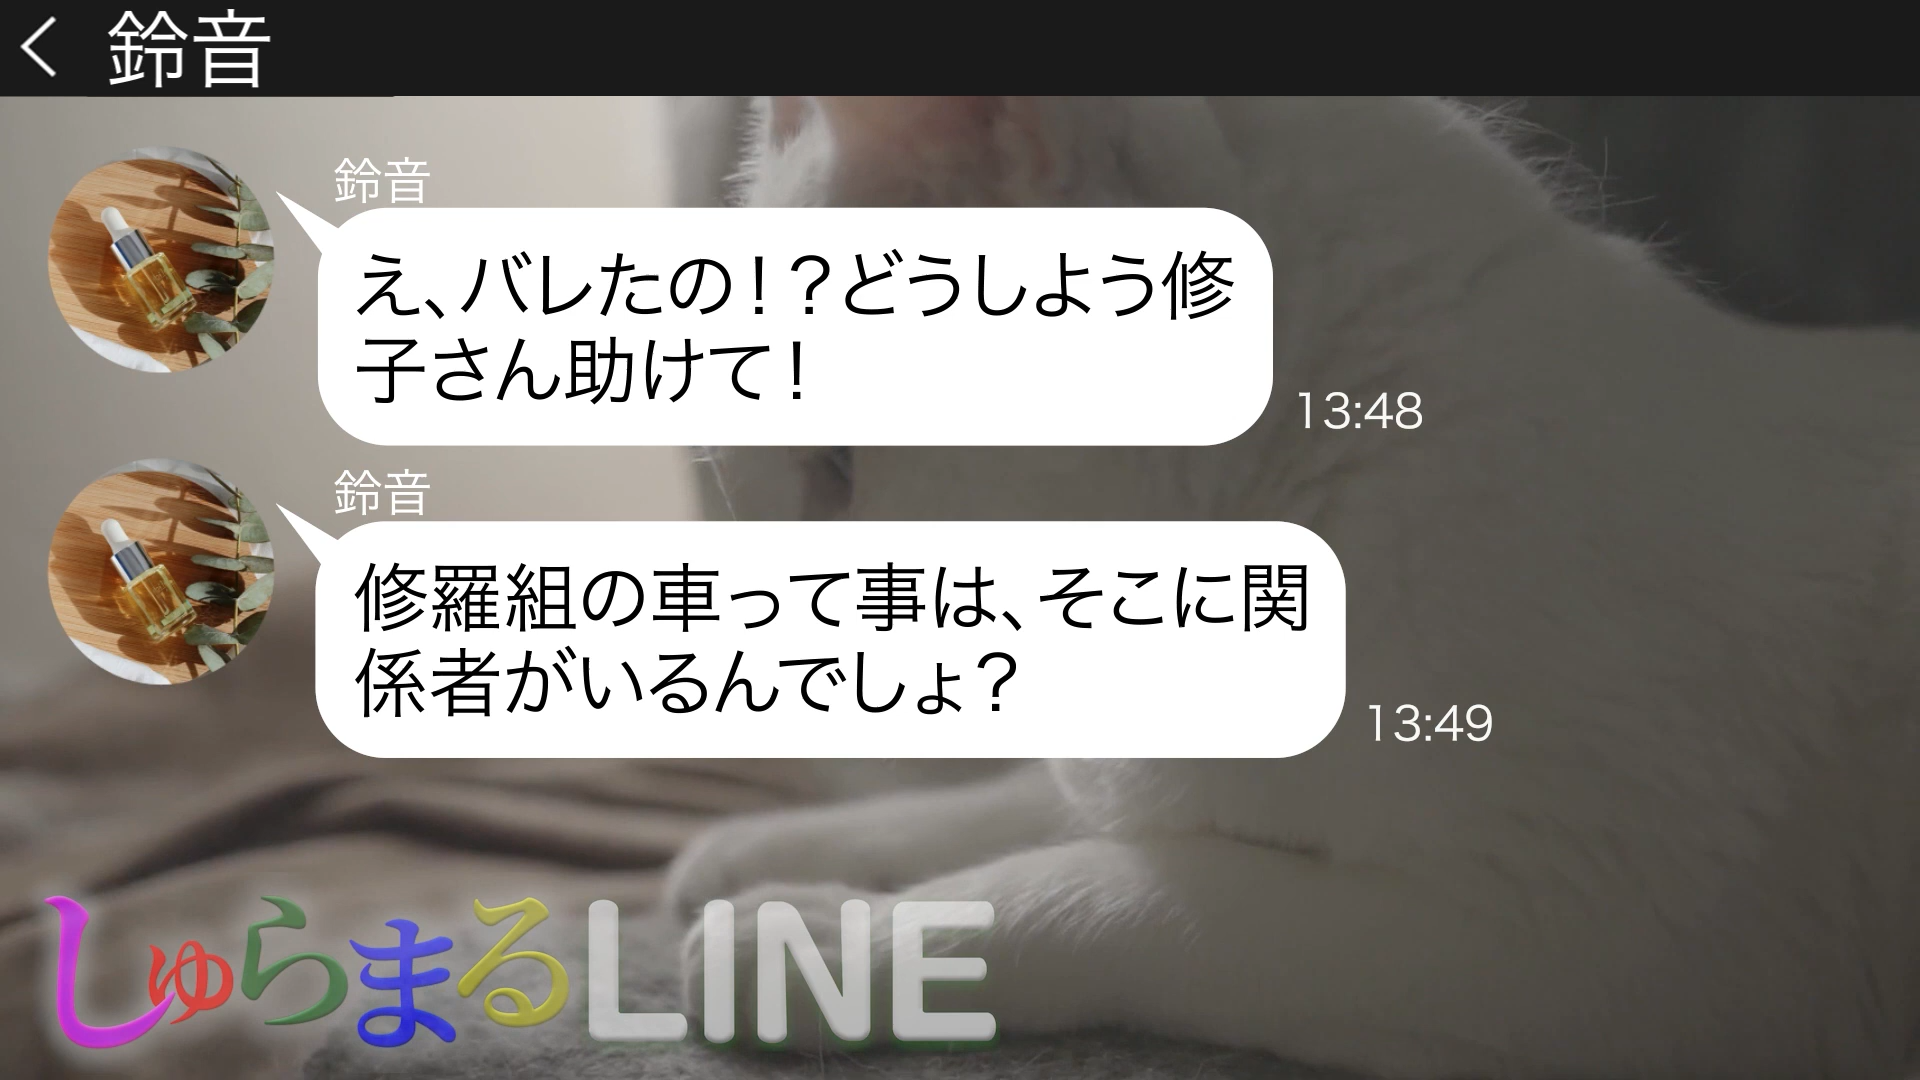 鈴音
鈴音
え、バレたの！？どうしよう修
子さん助けて！
13:48
鈴音
修羅組の車って事は、そこに関
係者がいるんでしょ？
13:49
しゅらまるLINE